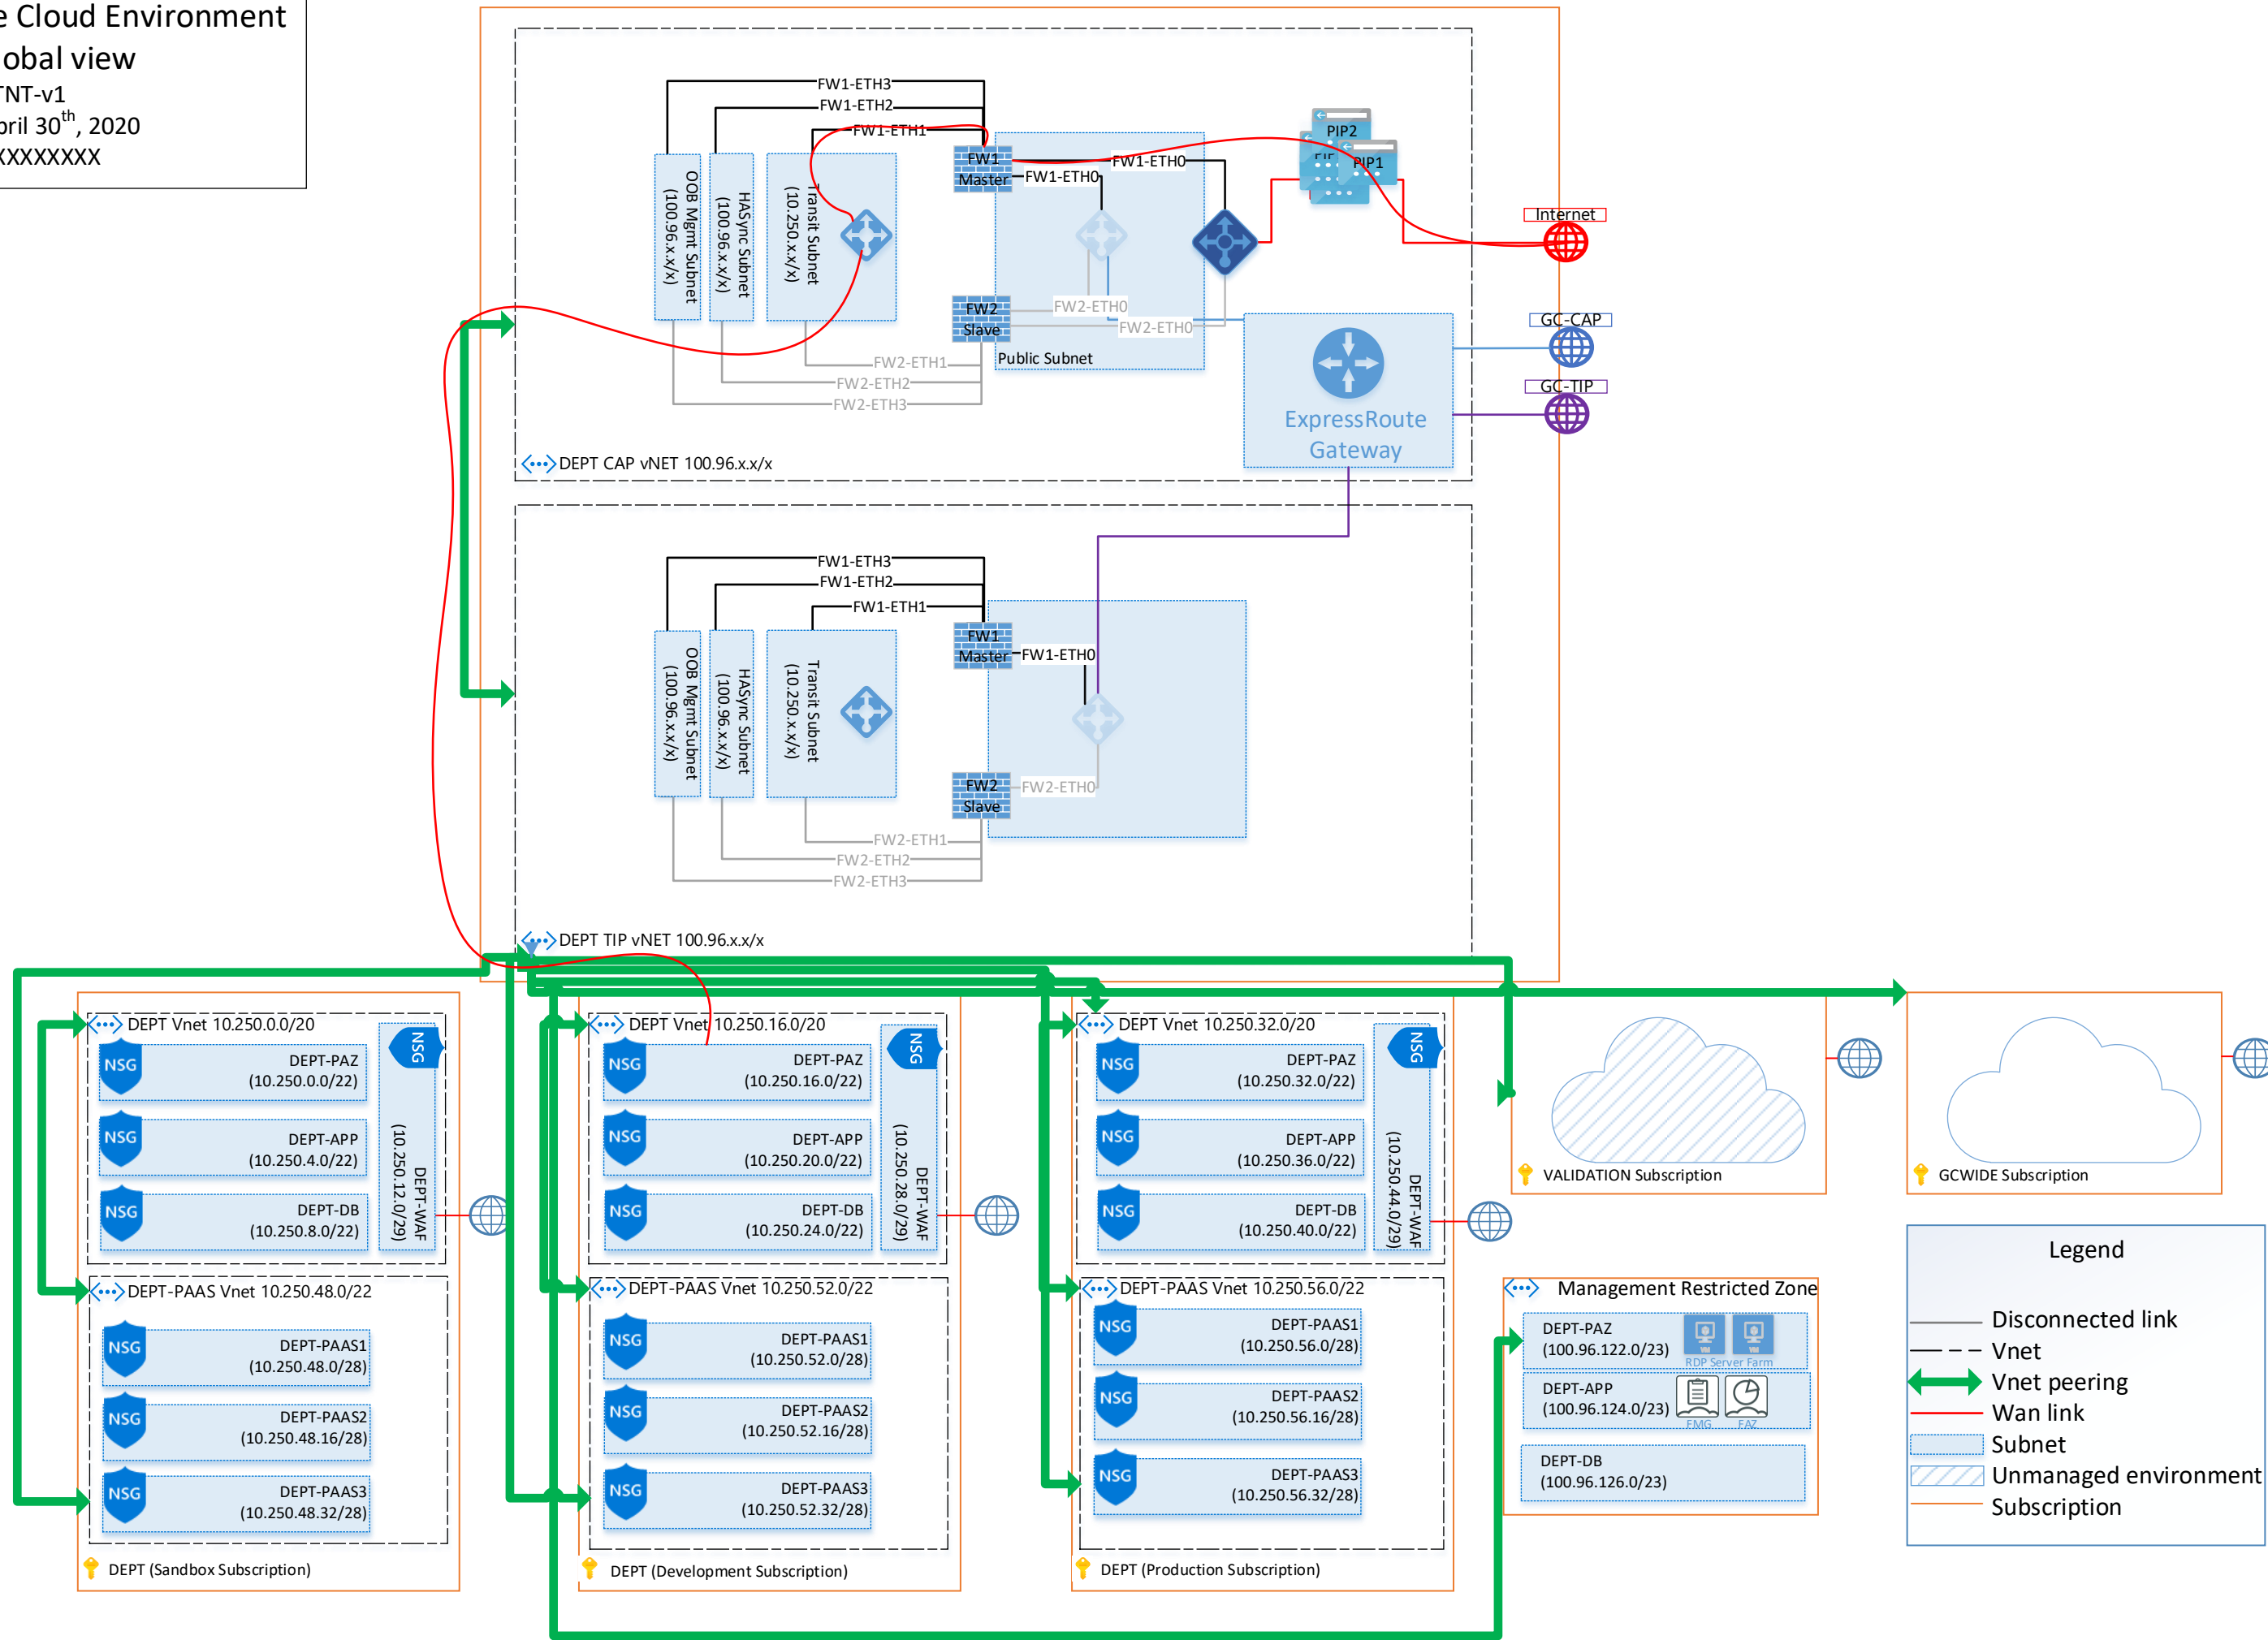 e Cloud Environment
lobal view
TNT-v1
pril 30th, 2020
XXXXXXXX
FW1-ETH3
FW1-ETH2
FW1-ETH1
OOB Mgmt Subnet
(100.96.x.x/x)
HASync Subnet
(100.96.x.x/x)
Transit Subnet
(10.250.x.x/x)
FW1
Master
FW1-ETH0
FW1-ETH0
FW2
Slave
FW2-ETH0
FW2-ETH0
Public Subnet
FW2-ETH1
FW2-ETH2
FW2-ETH3
PIP2
PIP1
Internet
GC-CAP
GC-TIP
ExpressRoute
Gateway
DEPT CAP vNET 100.96.x.x/x
FW1-ETH3
FW1-ETH2
FW1-ETH1
OOB Mgmt Subnet
(100.96.x.x/x)
HASync Subnet
(100.96.x.x/x)
Transit Subnet
(10.250.x.x/x)
FW1
Master
FW1-ETH0
FW2
Slave
FW2-ETH0
FW2-ETH1
FW2-ETH2
FW2-ETH3
DEPT TIP vNET 100.96.x.x/x
DEPT Vnet 10.250.0.0/20
NSG
DEPT-PAZ
(10.250.0.0/22)
NSG
DEPT-APP
(10.250.4.0/22)
NSG
DEPT-DB
(10.250.8.0/22)
NSG
DEPT-WAF
(10.250.12.0/29)
DEPT-PAAS Vnet 10.250.48.0/22
NSG
DEPT-PAAS1
(10.250.48.0/28)
NSG
DEPT-PAAS2
(10.250.48.16/28)
NSG
DEPT-PAAS3
(10.250.48.32/28)
DEPT (Sandbox Subscription)
DEPT Vnet 10.250.16.0/20
NSG
DEPT-PAZ
(10.250.16.0/22)
NSG
DEPT-APP
(10.250.20.0/22)
NSG
DEPT-DB
(10.250.24.0/22)
NSG
DEPT-WAF
(10.250.28.0/29)
DEPT-PAAS Vnet 10.250.52.0/22
NSG
DEPT-PAAS1
(10.250.52.0/28)
NSG
DEPT-PAAS2
(10.250.52.16/28)
NSG
DEPT-PAAS3
(10.250.52.32/28)
DEPT (Development Subscription)
DEPT Vnet 10.250.32.0/20
NSG
DEPT-PAZ
(10.250.32.0/22)
NSG
DEPT-APP
(10.250.36.0/22)
NSG
DEPT-DB
(10.250.40.0/22)
NSG
DEPT-WAF
(10.250.44.0/29)
DEPT-PAAS Vnet 10.250.56.0/22
NSG
DEPT-PAAS1
(10.250.56.0/28)
NSG
DEPT-PAAS2
(10.250.56.16/28)
NSG
DEPT-PAAS3
(10.250.56.32/28)
DEPT (Production Subscription)
VALIDATION Subscription
GCWIDE Subscription
Management Restricted Zone
DEPT-PAZ
(100.96.122.0/23)
VM
VM
RDP Server Farm
DEPT-APP
(100.96.124.0/23)
FMG
FAZ
DEPT-DB
(100.96.126.0/23)
Legend
Disconnected link
Vnet
Vnet peering
Wan link
Subnet
Unmanaged environment
Subscription